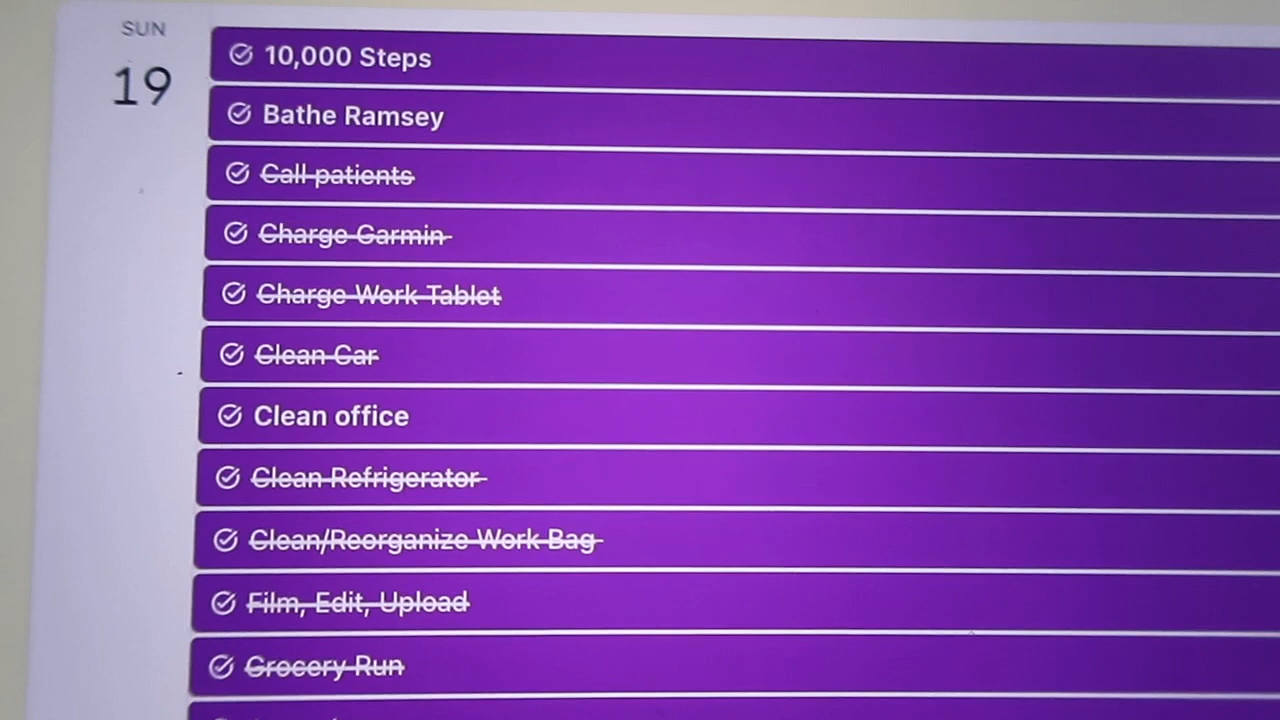 SUN
19
10,000 Steps
Bathe Ramsey
Call patients
Charge Garmin
Charge Work Tablet
Clean Car
Clean office
Clean Refrigerator
Clean/Reorganize Work Bag
Film, Edit, Upload
Grocery Run